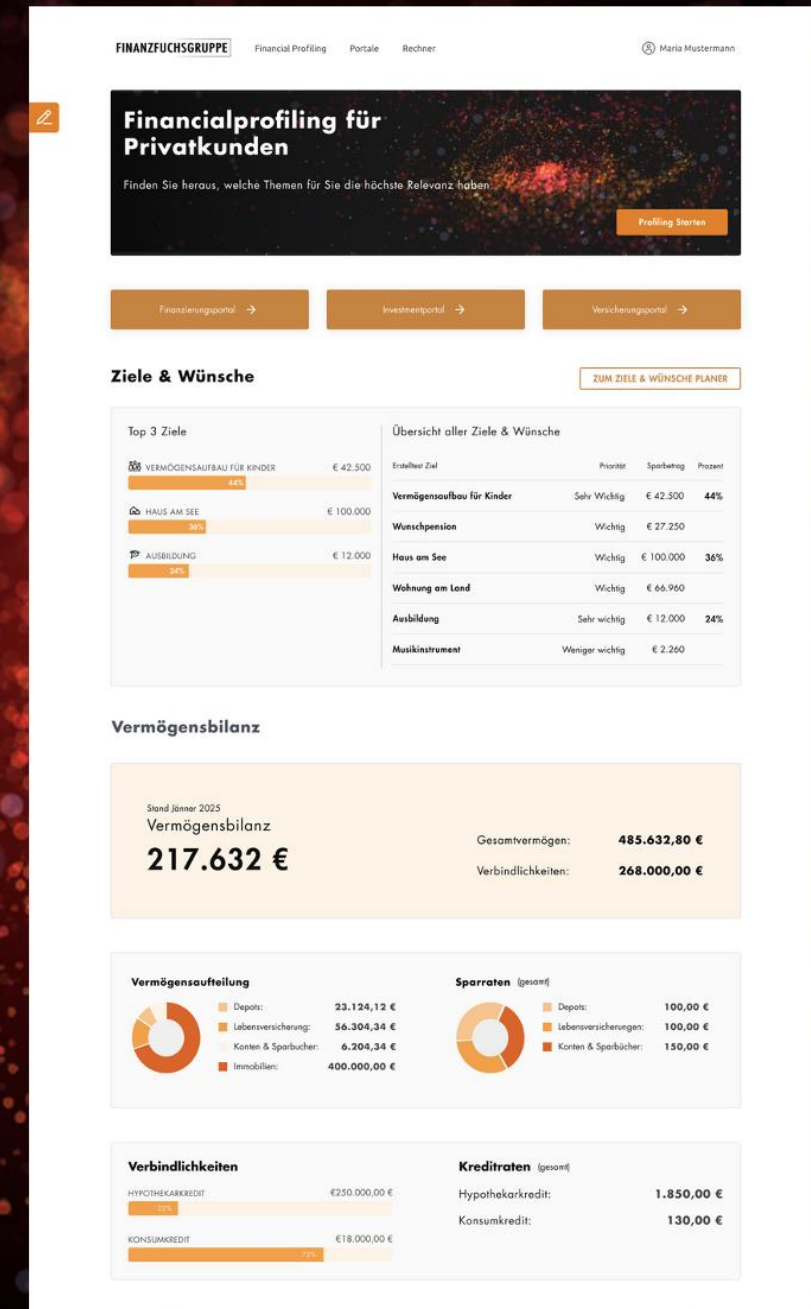 FINANZFUCHSGRUPPE Financial Profiling Portale Rechner Maria Mustermann
Financialprofiling für
Privatkunden
Finden Sie heraus, welche Themen für Sie die höchste Relevanz haben
Profiling Starten
Finanzierungsportal → Investmentportal → Versicherungsportal →
Ziele & Wünsche
ZUM ZIELE & WÜNSCHE PLANER
Top 3 Ziele
VERMÖGENSAUFBAU FÜR KINDER € 42.500
44%
HAUS AM SEE € 100.000
36%
AUSBILDUNG € 12.000
24%
Übersicht aller Ziele & Wünsche
Erstelltest Ziel Priorität Sparbetrag Prozent
Vermögensaufbau für Kinder Sehr Wichtig € 42.500 44%
Wunschpension Wichtig € 27.250
Haus am See Wichtig € 100.000 36%
Wohnung am Land Wichtig € 66.960
Ausbildung Sehr wichtig € 12.000 24%
Musikinstrument Weniger wichtig € 2.260
Vermögensbilanz
Stand Jänner 2025
Vermögensbilanz
217.632 €
Gesamtvermögen: 485.632,80 €
Verbindlichkeiten: 268.000,00 €
Vermögensaufteilung
Depots: 23.124,12 €
Lebensversicherung: 56.304,34 €
Konten & Sparbucher: 6.204,34 €
Immobilien: 400.000,00 €
Sparraten (gesamt)
Depots: 100,00 €
Lebensversicherungen: 100,00 €
Konten & Sparbücher: 150,00 €
Verbindlichkeiten
HYPOTHEKARKREDIT €250.000,00 €
22%
KONSUMKREDIT €18.000,00 €
73%
Kreditraten (gesamt)
Hypothekarkredit: 1.850,00 €
Konsumkredit: 130,00 €